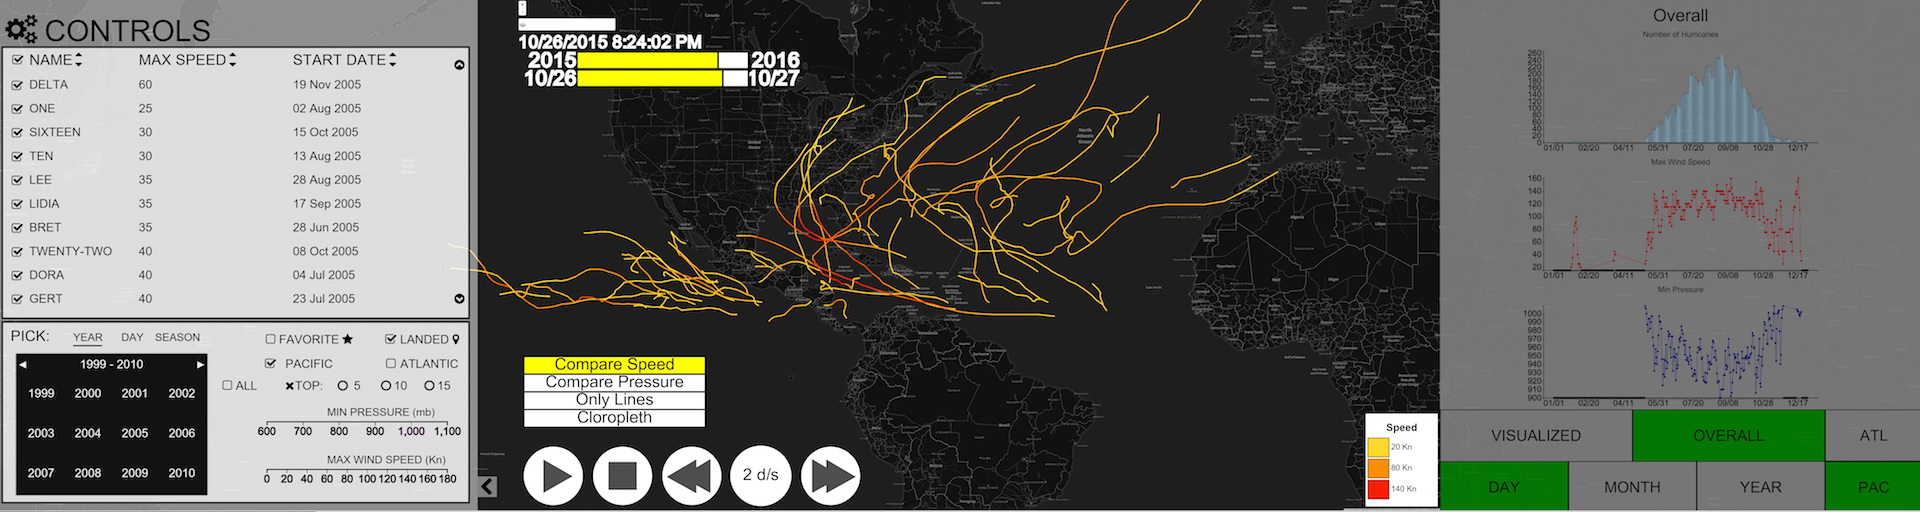 CONTROLS
NAME MAX SPEED START DATE
DELTA 60 19 Nov 2005
ONE 25 02 Aug 2005
SIXTEEN 30 15 Oct 2005
TEN 30 13 Aug 2005
LEE 35 28 Aug 2005
LIDIA 35 17 Sep 2005
BRET 35 28 Jun 2005
TWENTY-TWO 40 08 Oct 2005
DORA 40 04 Jul 2005
GERT 40 23 Jul 2005
PICK: YEAR DAY SEASON
1999 - 2010
1999 2000 2001 2002
2003 2004 2005 2006
2007 2008 2009 2010
FAVORITE LANDED
PACIFIC ATLANTIC
ALL TOP: 5 10 15
MIN PRESSURE (mb)
600 700 800 900 1,000 1,100
MAX WIND SPEED (Kn)
0 20 40 60 80 100 120 140 160 180
10/26/2015 8:24:02 PM
2015 2016
10/26 10/27
Compare Speed
Compare Pressure
Only Lines
Cloropleth
2 d/s
Speed
20 Kn
80 Kn
140 Kn
Overall
Number of Hurricanes
260
240
220
200
180
160
140
120
100
80
60
40
20
0
01/01 02/20 04/11 05/31 07/20 09/08 10/28 12/17
Max Wind Speed
160
140
120
100
80
60
40
20
01/01 02/20 04/11 05/31 07/20 09/08 10/28 12/17
Min Pressure
1000
990
980
970
960
950
940
930
920
910
900
01/01 02/20 04/11 05/31 07/20 09/08 10/28 12/17
VISUALIZED OVERALL ATL
DAY MONTH YEAR PAC